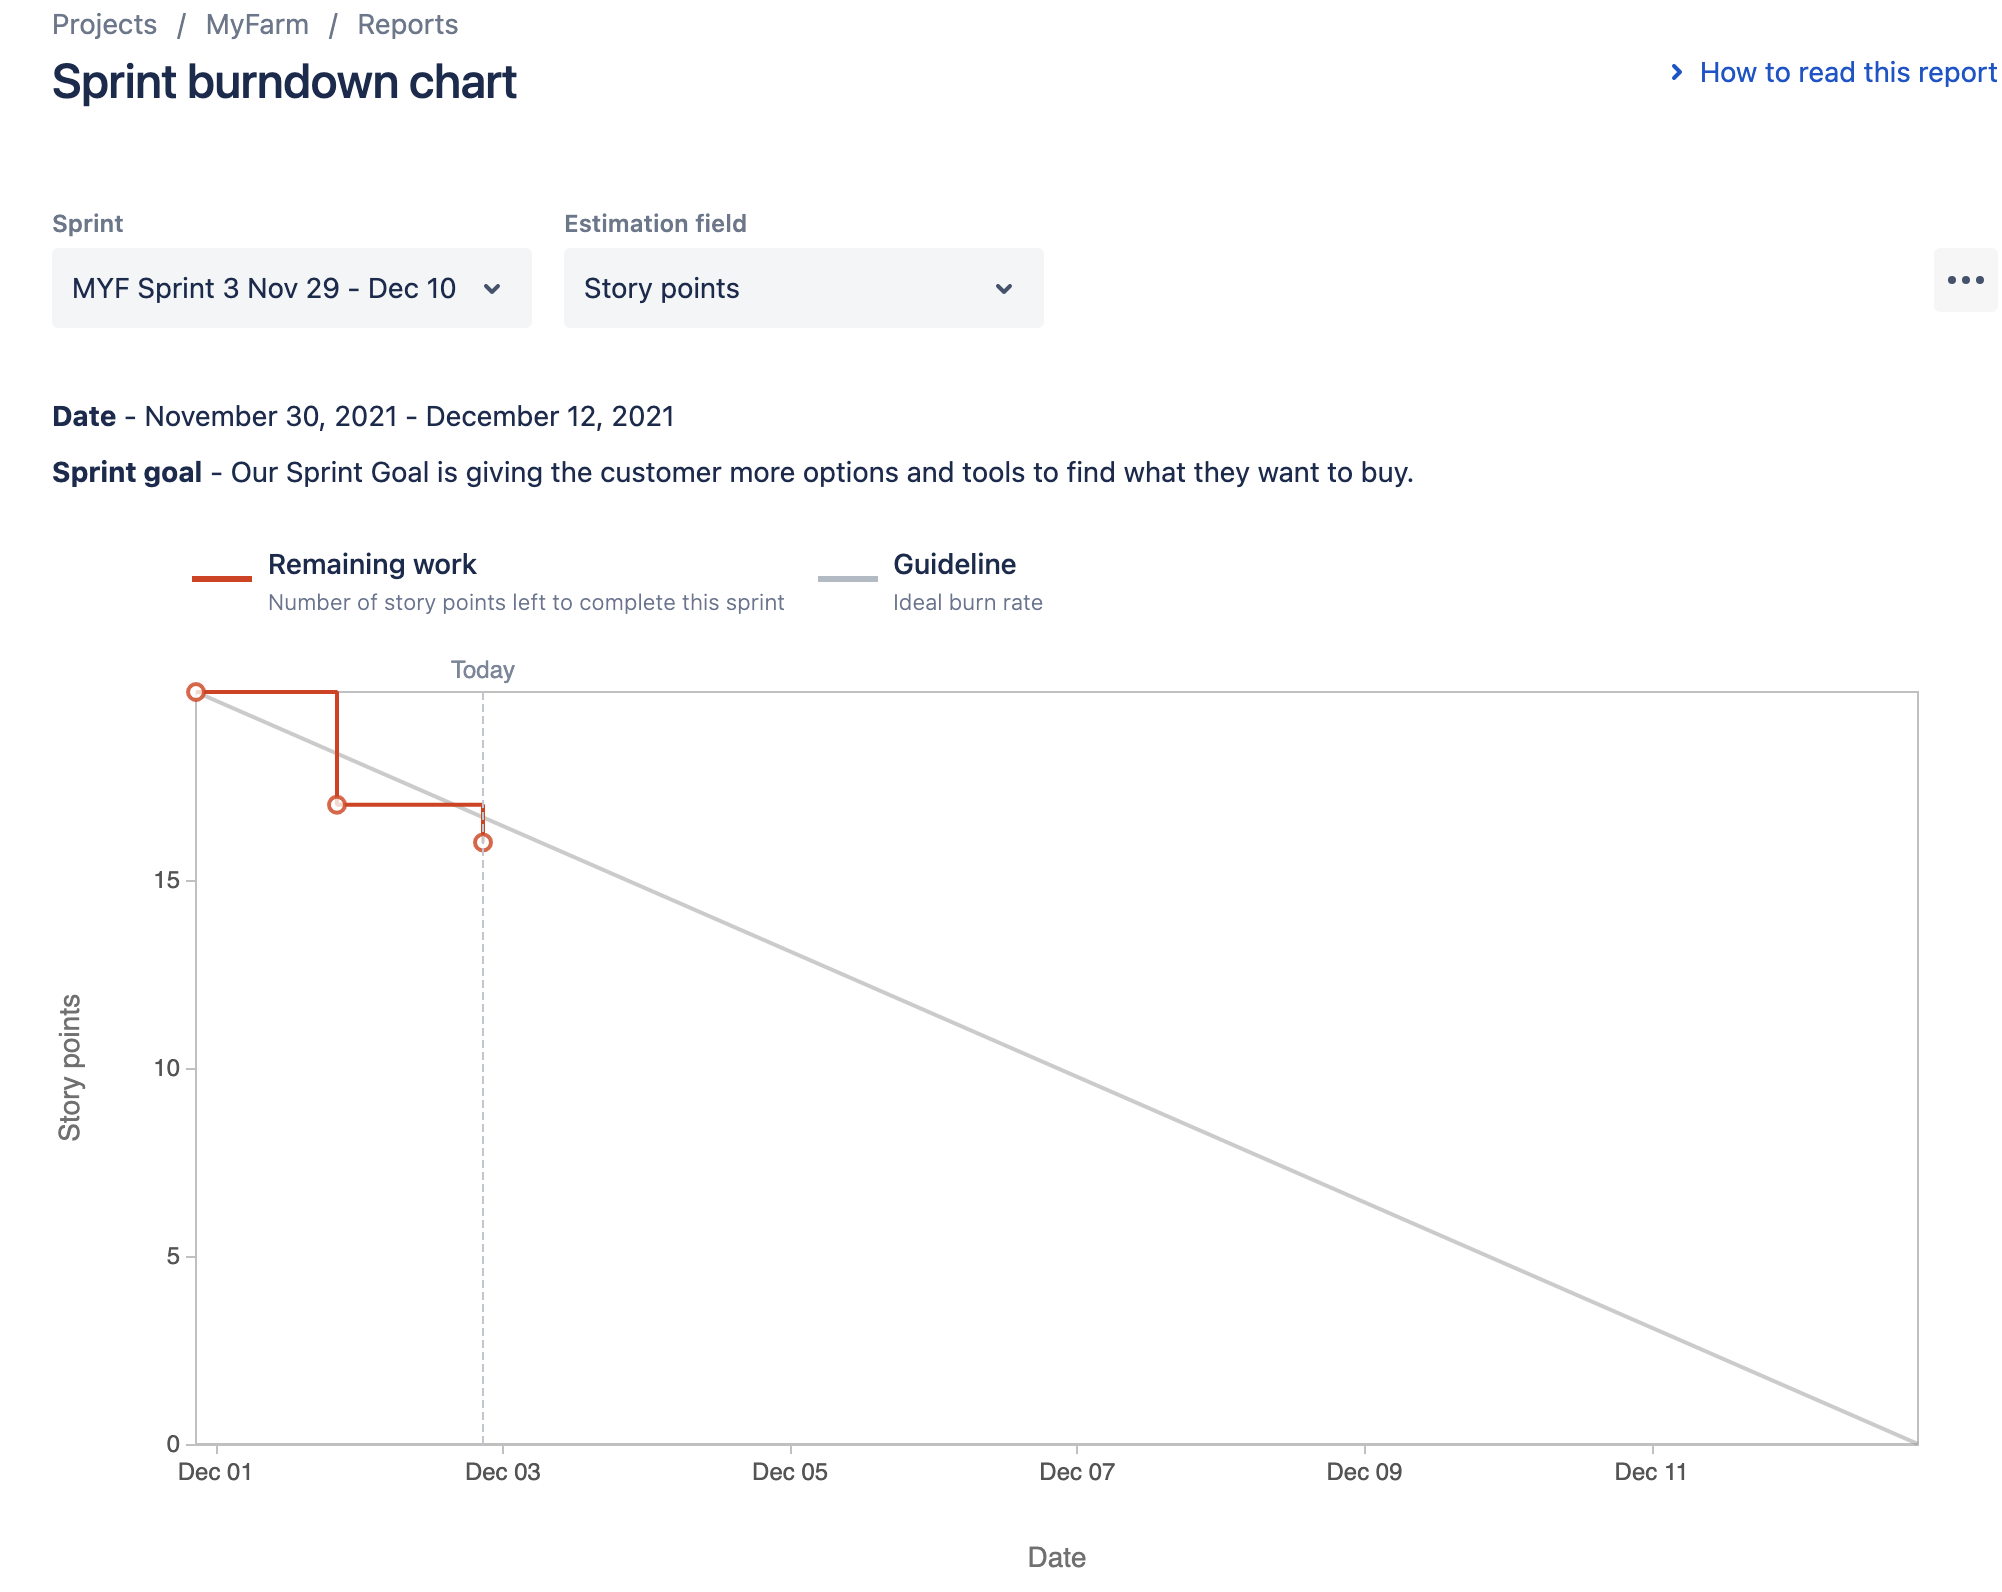 Projects / MyFarm / Reports
Sprint burndown chart
How to read this report
Sprint
Estimation field
MYF Sprint 3 Nov 29 - Dec 10
Story points
Date - November 30, 2021 - December 12, 2021
Sprint goal - Our Sprint Goal is giving the customer more options and tools to find what they want to buy.
Remaining work
Number of story points left to complete this sprint
Guideline
Ideal burn rate
Today
15
10
5
0
Story points
Dec 01
Dec 03
Dec 05
Dec 07
Dec 09
Dec 11
Date